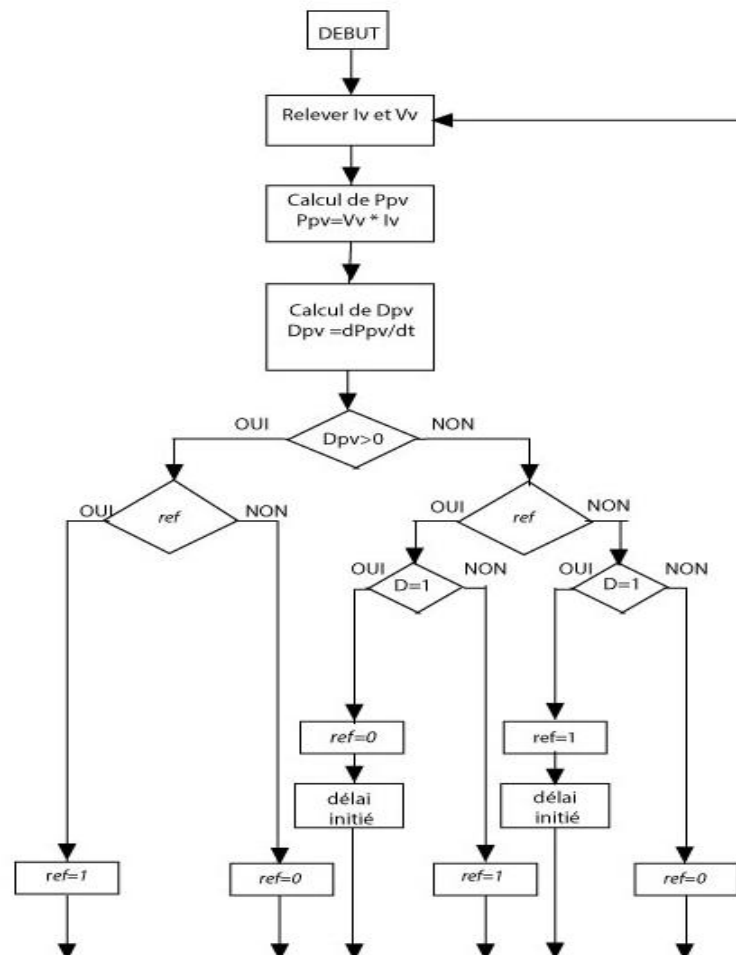 DEBUT
Relever Iv et Vv
Calcul de Ppv
Ppv=Vv * Iv
Calcul de Dpv
Dpv =dPpv/dt
OUI
NON
Dpv>0
OUI
ref
NON
OUI
ref
NON
OUI
D=1
NON
OUI
D=1
NON
ref=0
ref=1
délai
initié
délai
initié
ref=1
ref=0
ref=1
ref=0